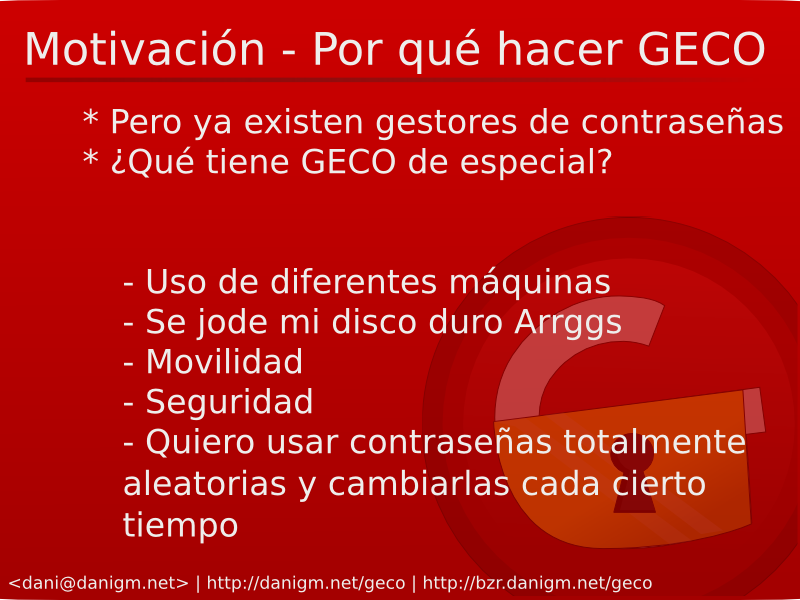 Motivación - Por qué hacer GECO
* Pero ya existen gestores de contraseñas
* ¿Qué tiene GECO de especial?
- Uso de diferentes máquinas
- Se jode mi disco duro Arrggs
- Movilidad
- Seguridad
- Quiero usar contraseñas totalmente
aleatorias y cambiarlas cada cierto
tiempo
<dani@danigm.net> | http://danigm.net/geco | http://bzr.danigm.net/geco